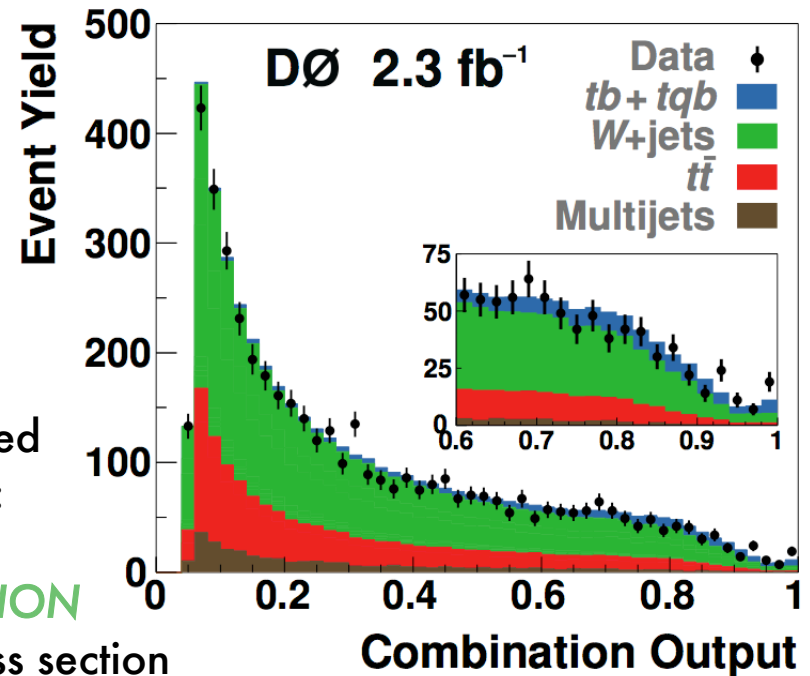 Event Yield
500
400
300
200
100
0
DØ 2.3 fb⁻¹
Data
tb + tqb
W+jets
tt̄
Multijets
75
50
25
0
0.6 0.7 0.8 0.9 1
0 0.2 0.4 0.6 0.8 1
Combination Output
ed
:
ION
ss section